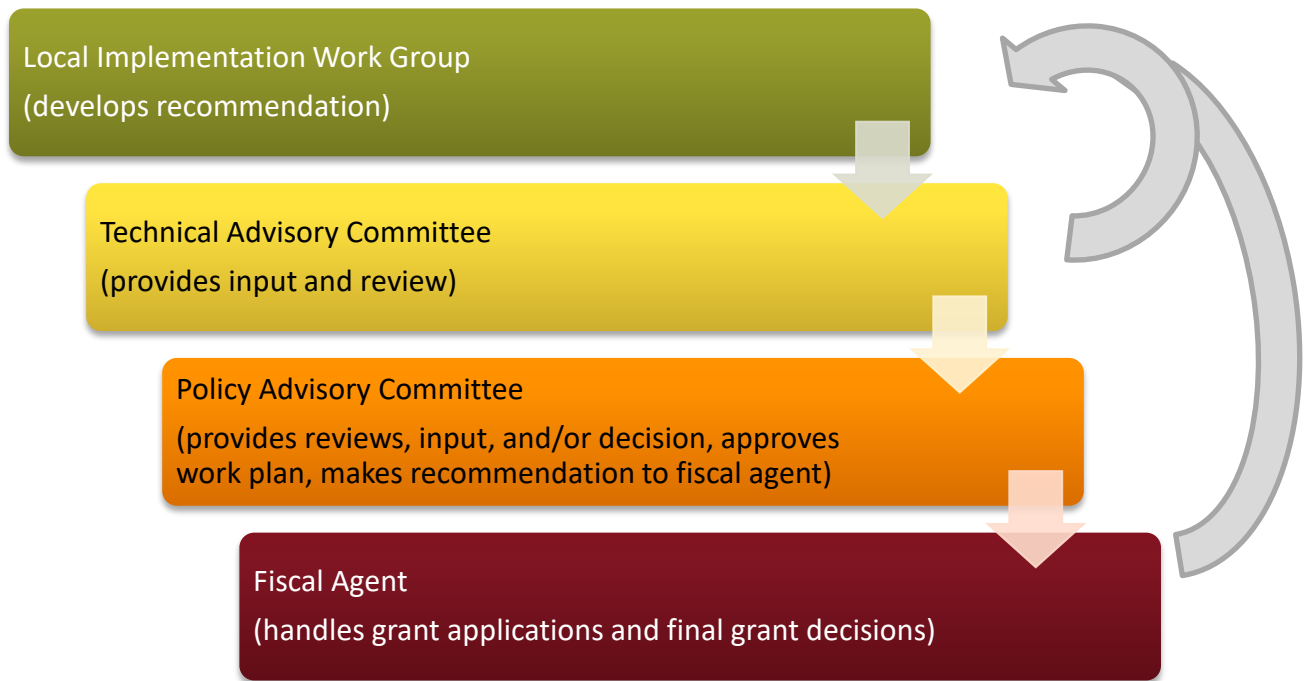 Local Implementation Work Group
(develops recommendation)
Technical Advisory Committee
(provides input and review)
Policy Advisory Committee
(provides reviews, input, and/or decision, approves
work plan, makes recommendation to fiscal agent)
Fiscal Agent
(handles grant applications and final grant decisions)